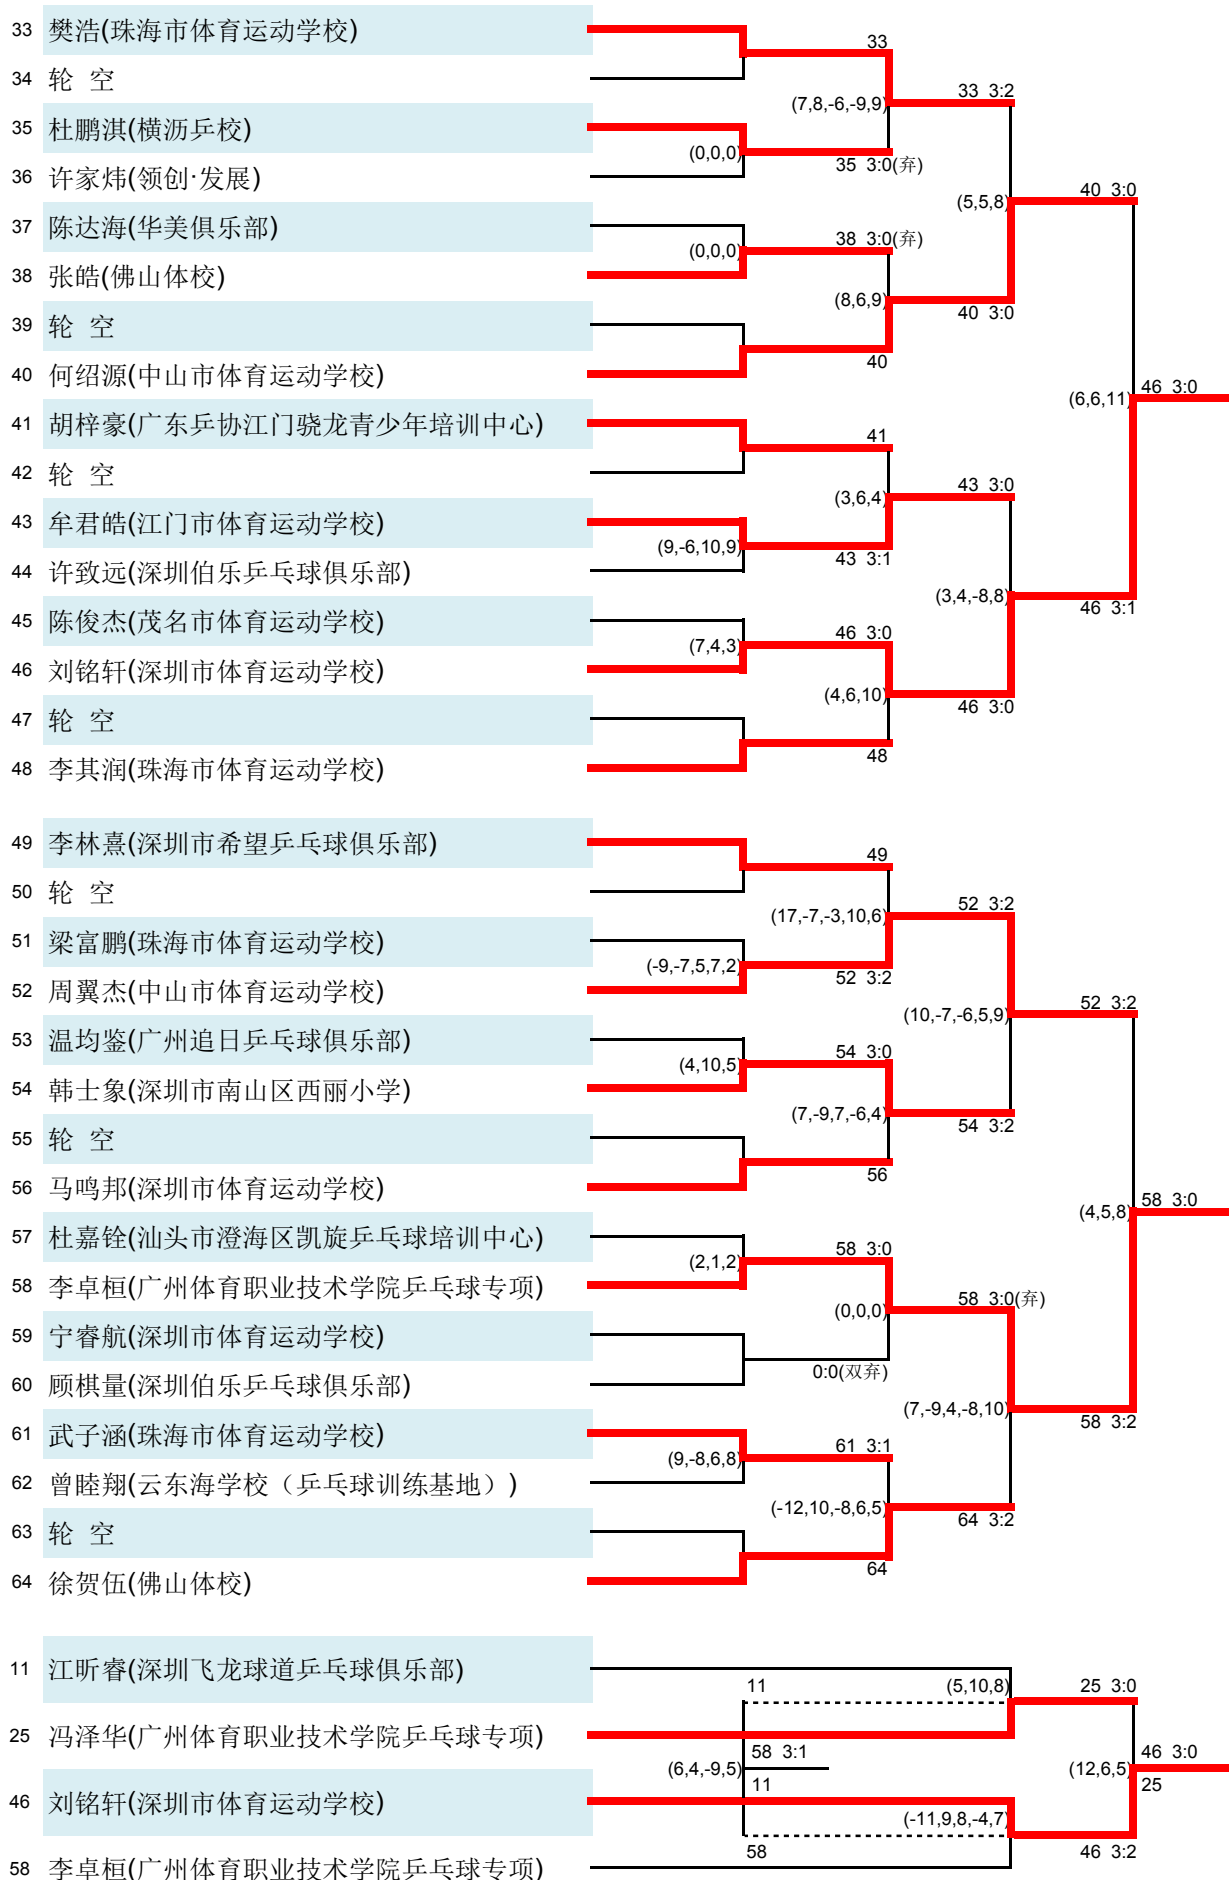 33 樊浩(珠海市体育运动学校)
33
34 轮 空
(7,8,-6,-9,9)
33 3:2
35 杜鹏淇(横沥乒校)
(0,0,0)
35 3:0(弃)
36 许家炜(领创·发展)
(5,5,8)
40 3:0
37 陈达海(华美俱乐部)
(0,0,0)
38 3:0(弃)
38 张皓(佛山体校)
(8,6,9)
40 3:0
39 轮 空
40
40 何绍源(中山市体育运动学校)
(6,6,11)
46 3:0
41 胡梓豪(广东乒协江门骁龙青少年培训中心)
41
42 轮 空
(3,6,4)
43 3:0
43 牟君皓(江门市体育运动学校)
(9,-6,10,9)
43 3:1
44 许致远(深圳伯乐乒乓球俱乐部)
(3,4,-8,8)
46 3:1
45 陈俊杰(茂名市体育运动学校)
(7,4,3)
46 3:0
46 刘铭轩(深圳市体育运动学校)
(4,6,10)
46 3:0
47 轮 空
48
48 李其润(珠海市体育运动学校)
49 李林熹(深圳市希望乒乓球俱乐部)
49
50 轮 空
(17,-7,-3,10,6)
52 3:2
51 梁富鹏(珠海市体育运动学校)
(-9,-7,5,7,2)
52 3:2
52 周翼杰(中山市体育运动学校)
(10,-7,-6,5,9)
52 3:2
53 温均鉴(广州追日乒乓球俱乐部)
(4,10,5)
54 3:0
54 韩士象(深圳市南山区西丽小学)
(7,-9,7,-6,4)
54 3:2
55 轮 空
56
56 马鸣邦(深圳市体育运动学校)
(4,5,8)
58 3:0
57 杜嘉铨(汕头市澄海区凯旋乒乓球培训中心)
(2,1,2)
58 3:0
58 李卓桓(广州体育职业技术学院乒乓球专项)
(0,0,0)
58 3:0(弃)
59 宁睿航(深圳市体育运动学校)
0:0(双弃)
60 顾棋量(深圳伯乐乒乓球俱乐部)
(7,-9,4,-8,10)
58 3:2
61 武子涵(珠海市体育运动学校)
(9,-8,6,8)
61 3:1
62 曾睦翔(云东海学校（乒乓球训练基地）)
(-12,10,-8,6,5)
64 3:2
63 轮 空
64
64 徐贺伍(佛山体校)
11 江昕睿(深圳飞龙球道乒乓球俱乐部)
11
(5,10,8)
25 3:0
25 冯泽华(广州体育职业技术学院乒乓球专项)
58 3:1
(6,4,-9,5)
11
(12,6,5)
46 3:0
25
46 刘铭轩(深圳市体育运动学校)
(-11,9,8,-4,7)
58
46 3:2
58 李卓桓(广州体育职业技术学院乒乓球专项)